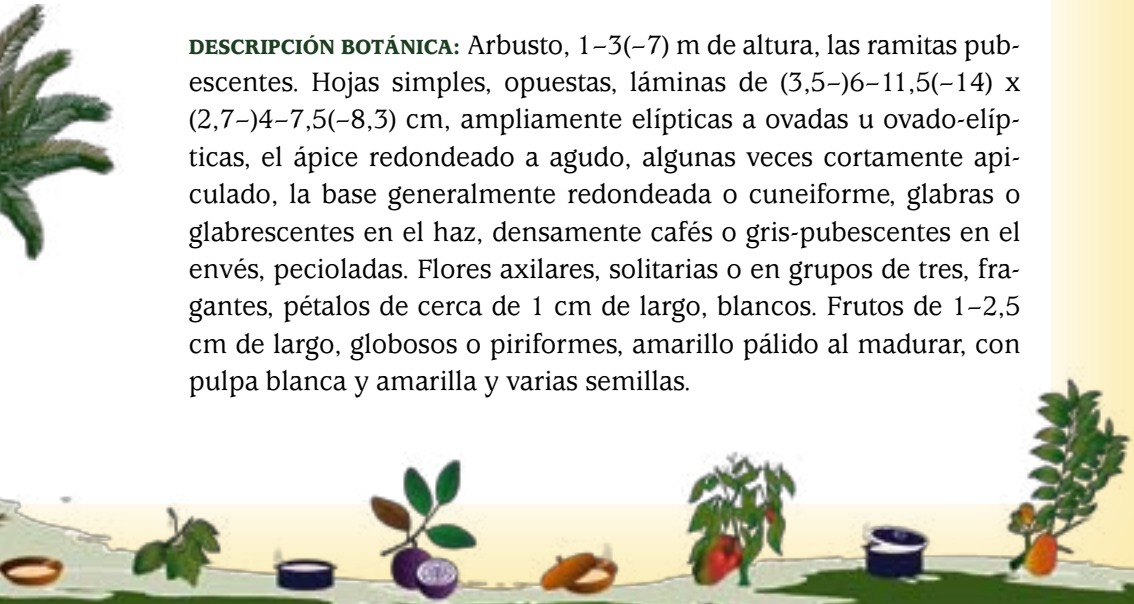 DESCRIPCIÓN BOTÁNICA: Arbusto, 1–3(–7) m de altura, las ramitas pub-
escentes. Hojas simples, opuestas, láminas de (3,5–)6–11,5(–14) x
(2,7–)4–7,5(–8,3) cm, ampliamente elípticas a ovadas u ovado-elíp-
ticas, el ápice redondeado a agudo, algunas veces cortamente api-
culado, la base generalmente redondeada o cuneiforme, glabras o
glabrescentes en el haz, densamente cafés o gris-pubescentes en el
envés, pecioladas. Flores axilares, solitarias o en grupos de tres, fra-
gantes, pétalos de cerca de 1 cm de largo, blancos. Frutos de 1–2,5
cm de largo, globosos o piriformes, amarillo pálido al madurar, con
pulpa blanca y amarilla y varias semillas.